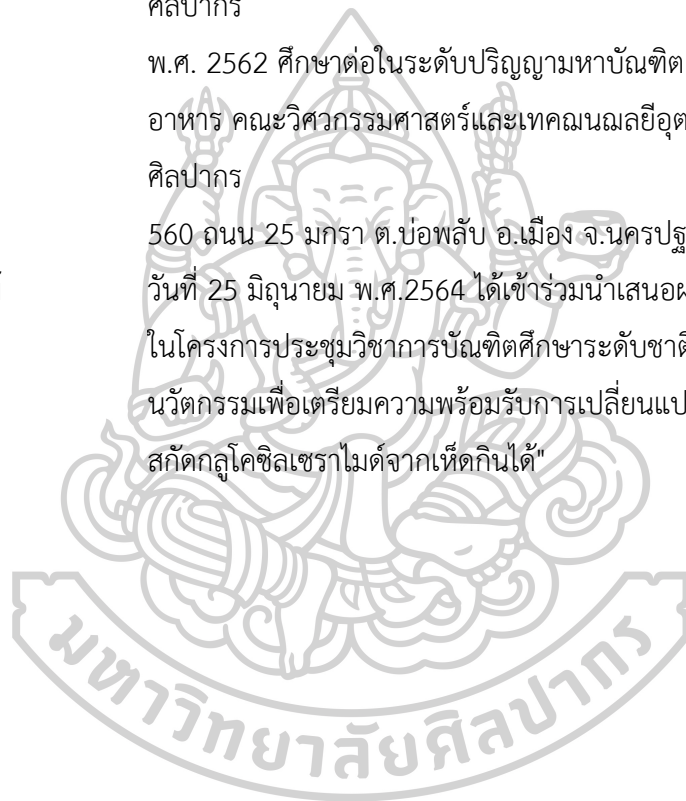 ศิลปากร
พ.ศ. 2562 ศึกษาต่อในระดับปริญญามหาบัณฑิต
อาหาร คณะวิศวกรรมศาสตร์และเทคฌนฌลยีอุต
ศิลปากร
560 ถนน 25 มกรา ต.บ่อพลับ อ.เมือง จ.นครปฐ
วันที่ 25 มิถุนายม พ.ศ.2564 ได้เข้าร่วมนำเสนอผ
ในโครงการประชุมวิชาการบัณฑิตศึกษาระดับชาติ
นวัตกรรมเพื่อเตรียมความพร้อมรับการเปลี่ยนแป
สกัดกลูโคซิลเซราไมด์จากเห็ดกินได้"
มหาวิทยาลัยศิลปากร